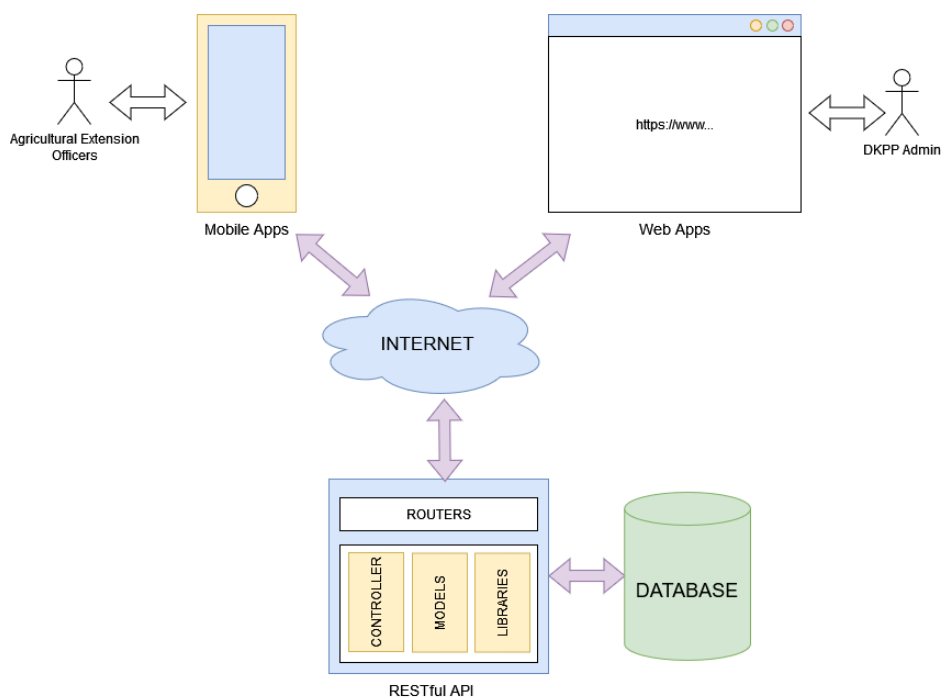 Agricultural Extension
Officers
Mobile Apps
https://www...
Web Apps
DKPP Admin
INTERNET
ROUTERS
CONTROLLER
MODELS
LIBRARIES
RESTful API
DATABASE